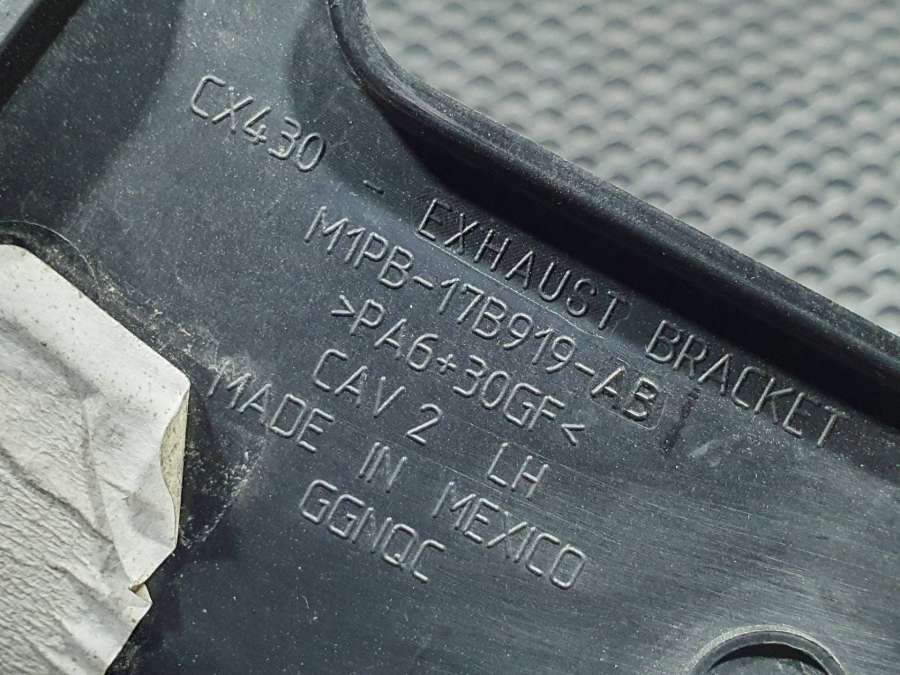 CX430 - EXHAUST BRACKET
M1PB-17B919-AB
>PA6+30GF<
CAV 2 LH
MADE IN MEXICO
GGNQC